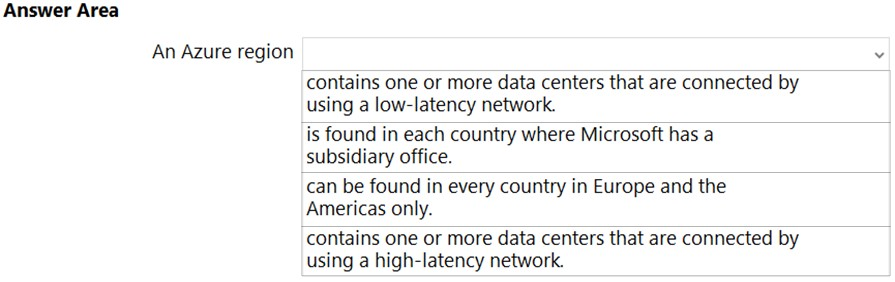 Answer Area
An Azure region
contains one or more data centers that are connected by
using a low-latency network.
is found in each country where Microsoft has a
subsidiary office.
can be found in every country in Europe and the
Americas only.
contains one or more data centers that are connected by
using a high-latency network.